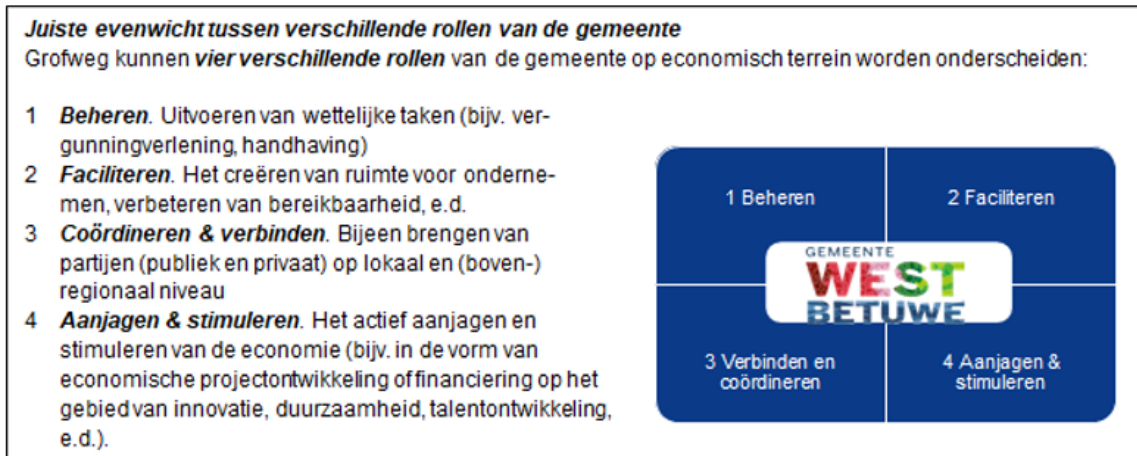 Juiste evenwicht tussen verschillende rollen van de gemeente
Grofweg kunnen vier verschillende rollen van de gemeente op economisch terrein worden onderscheiden:
1 Beheren. Uitvoeren van wettelijke taken (bijv. ver-
gunningverlening, handhaving)
2 Faciliteren. Het creëren van ruimte voor onderne-
men, verbeteren van bereikbaarheid, e.d.
3 Coördineren & verbinden. Bijeen brengen van
partijen (publiek en privaat) op lokaal en (boven-)
regionaal niveau
4 Aanjagen & stimuleren. Het actief aanjagen en
stimuleren van de economie (bijv. in de vorm van
economische projectontwikkeling of financiering op het
gebied van innovatie, duurzaamheid, talentontwikkeling,
e.d.).
1 Beheren
2 Faciliteren
GEMEENTE
WEST
BETUWE
3 Verbinden en
coördineren
4 Aanjagen &
stimuleren